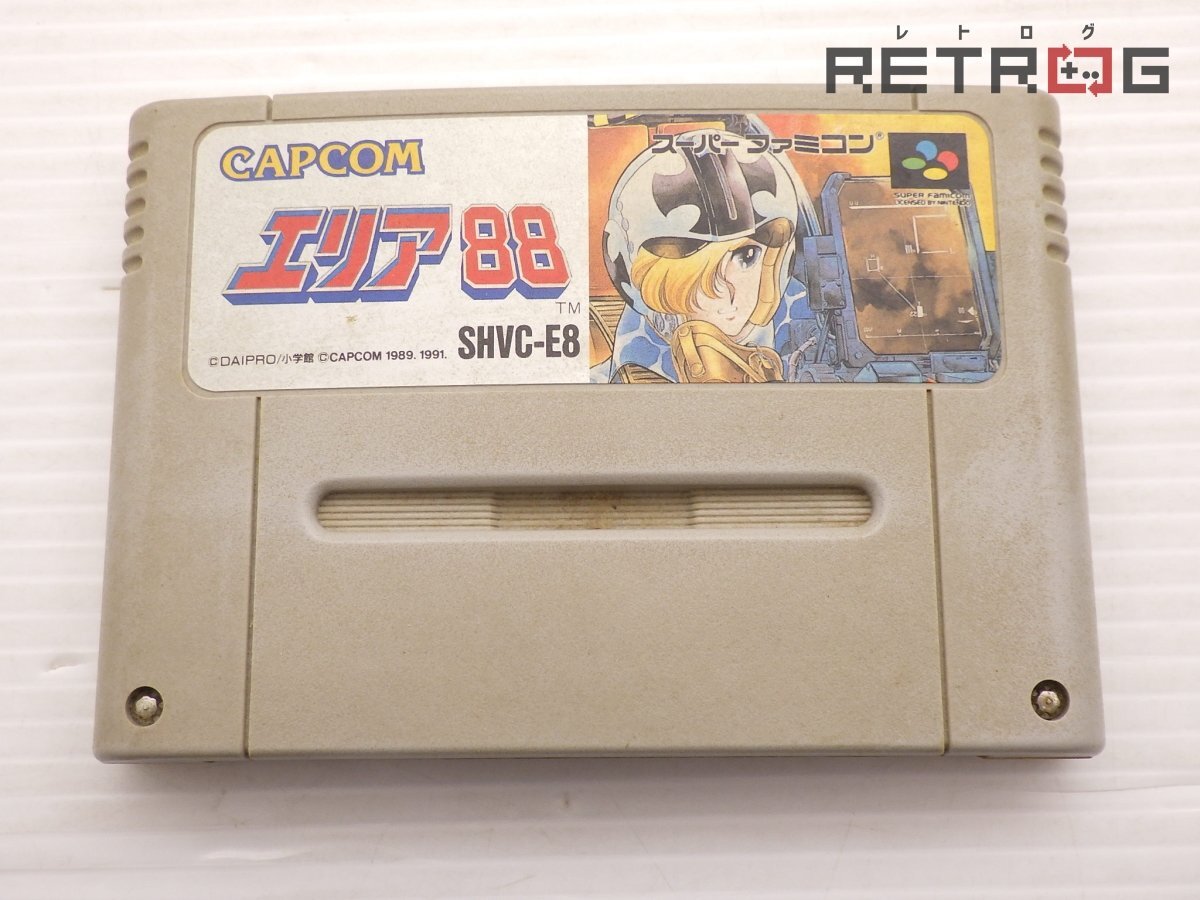 レトログ
RETROG
CAPCOM
エリア88
TM
©DAIPRO/小学館 ©CAPCOM 1989. 1991.
SHVC-E8
スーパーファミコン®
SUPER FAMICOM
LICENSED BY NINTENDO